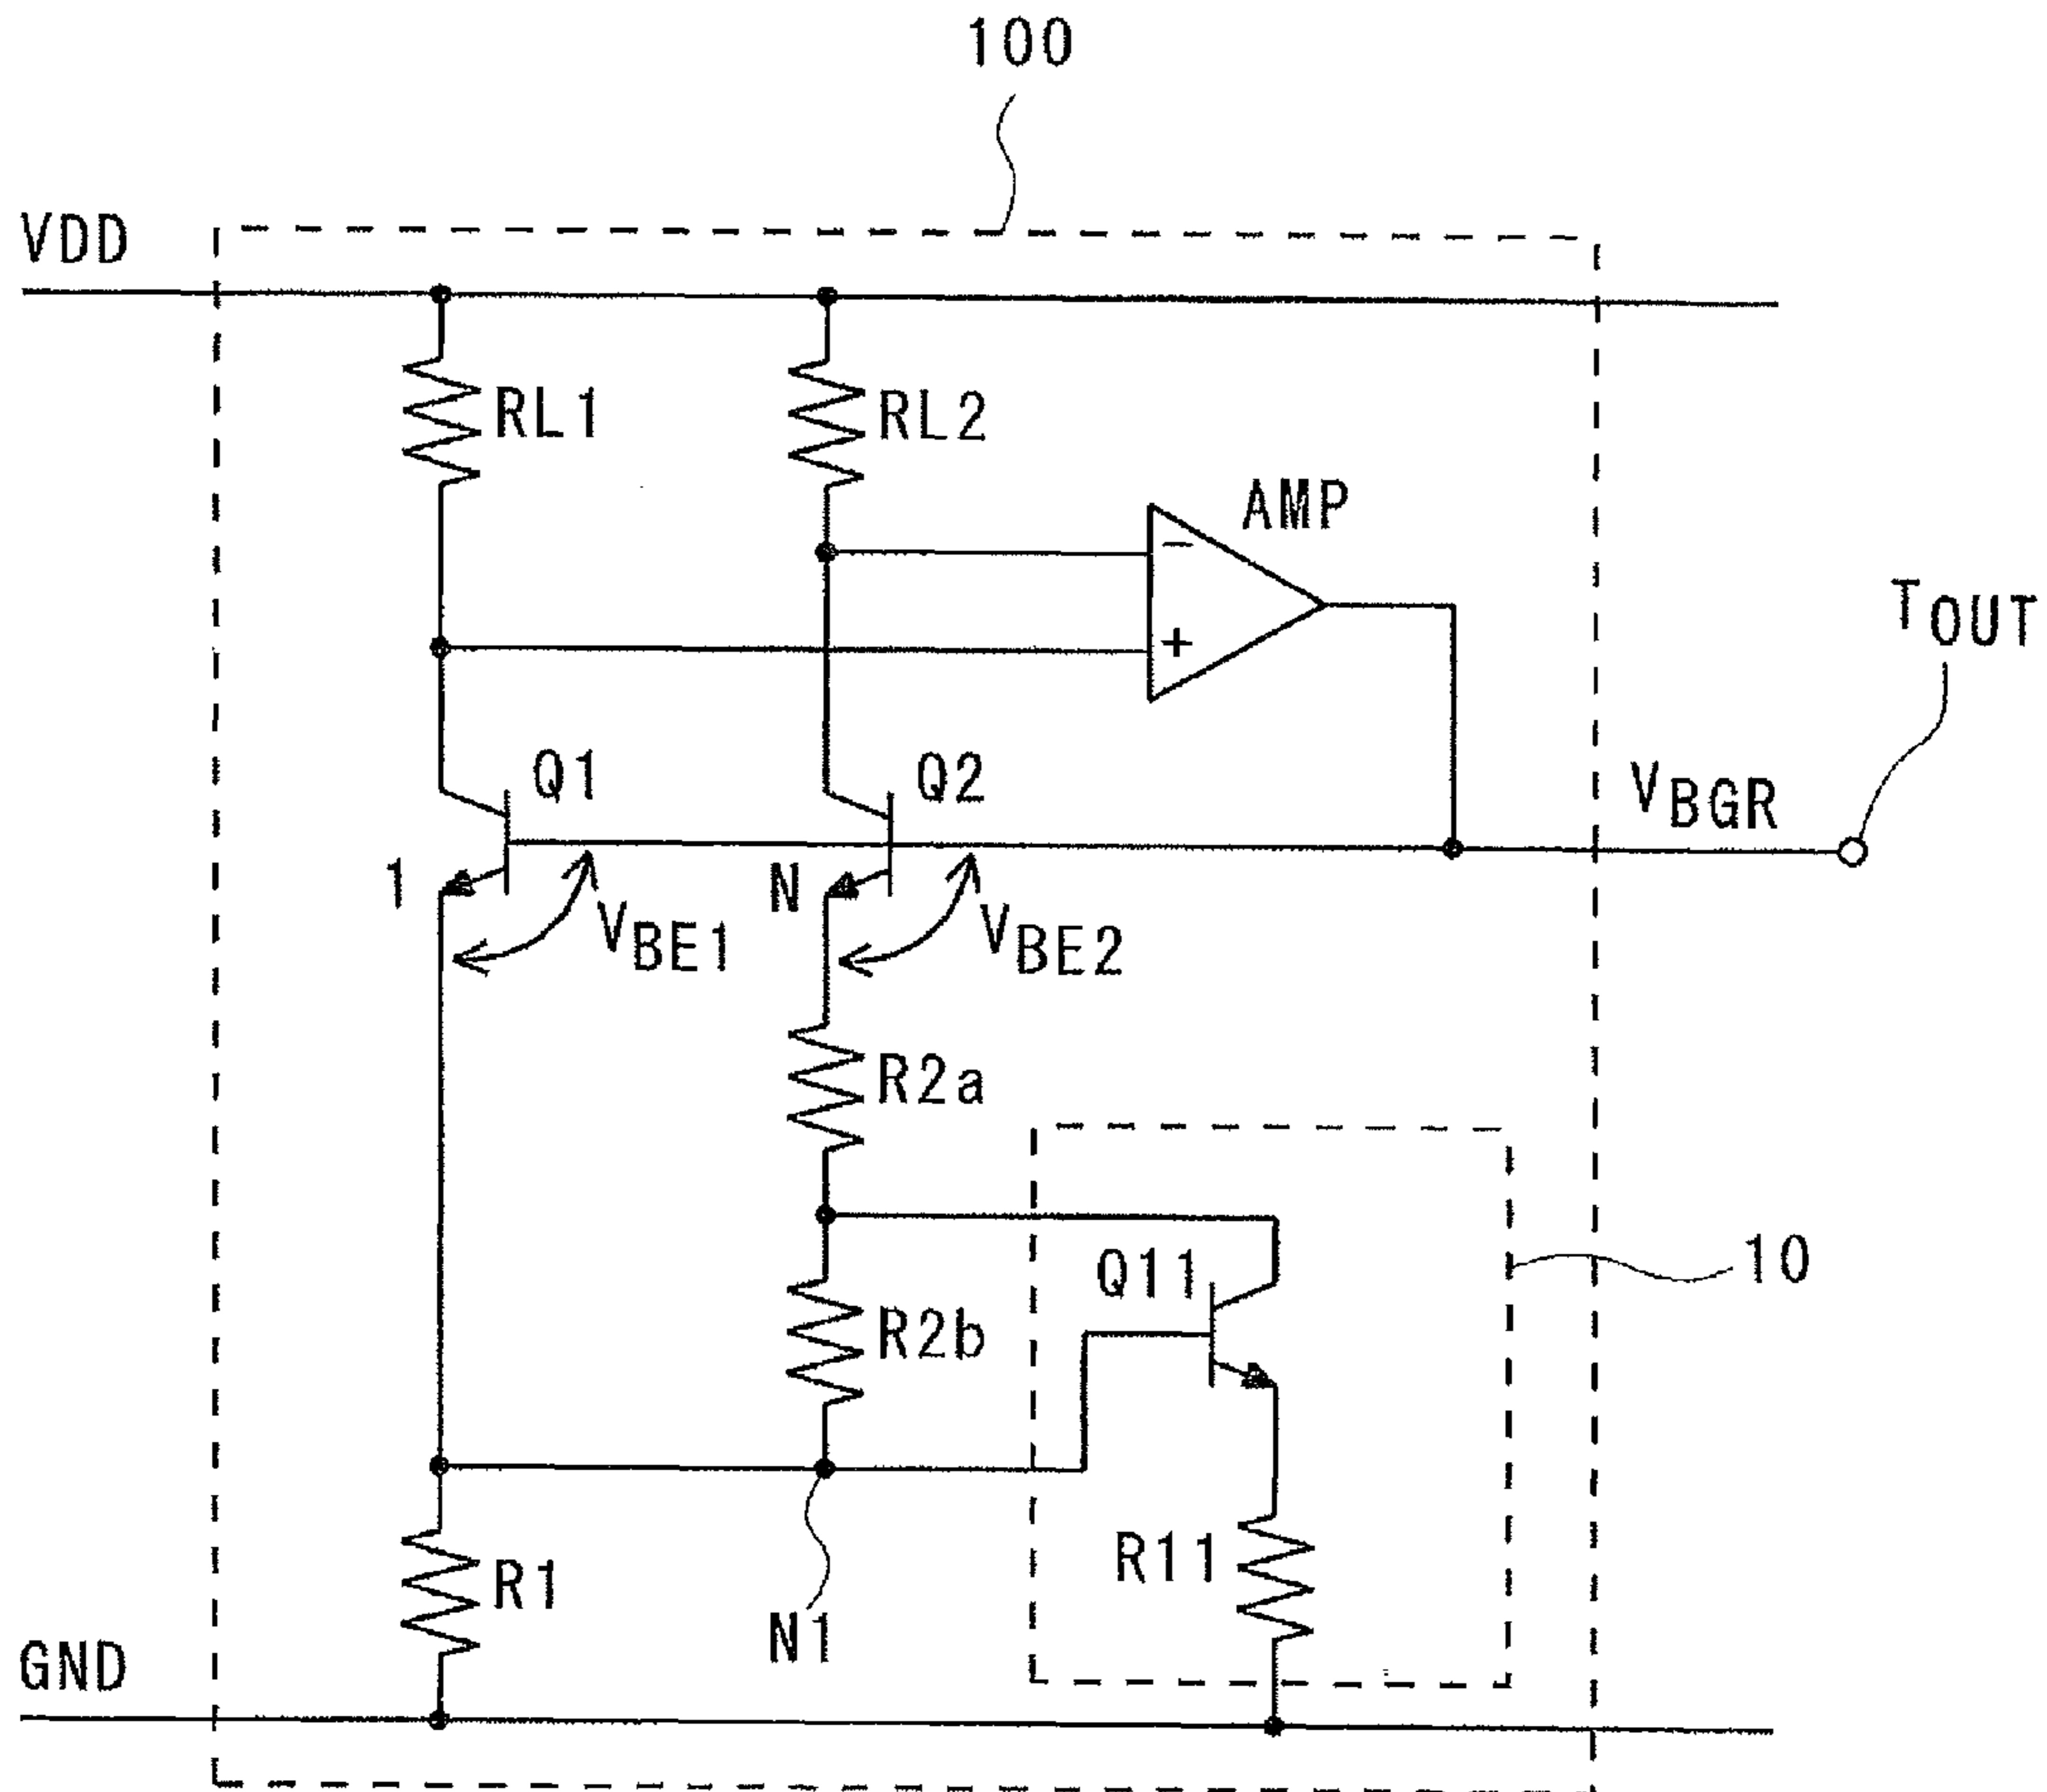 100
VDD
RL1
RL2
AMP
−
+
TOUT
Q1
Q2
VBGR
1
N
VBE1
VBE2
R2a
Q11
10
R2b
R11
R1
N1
GND